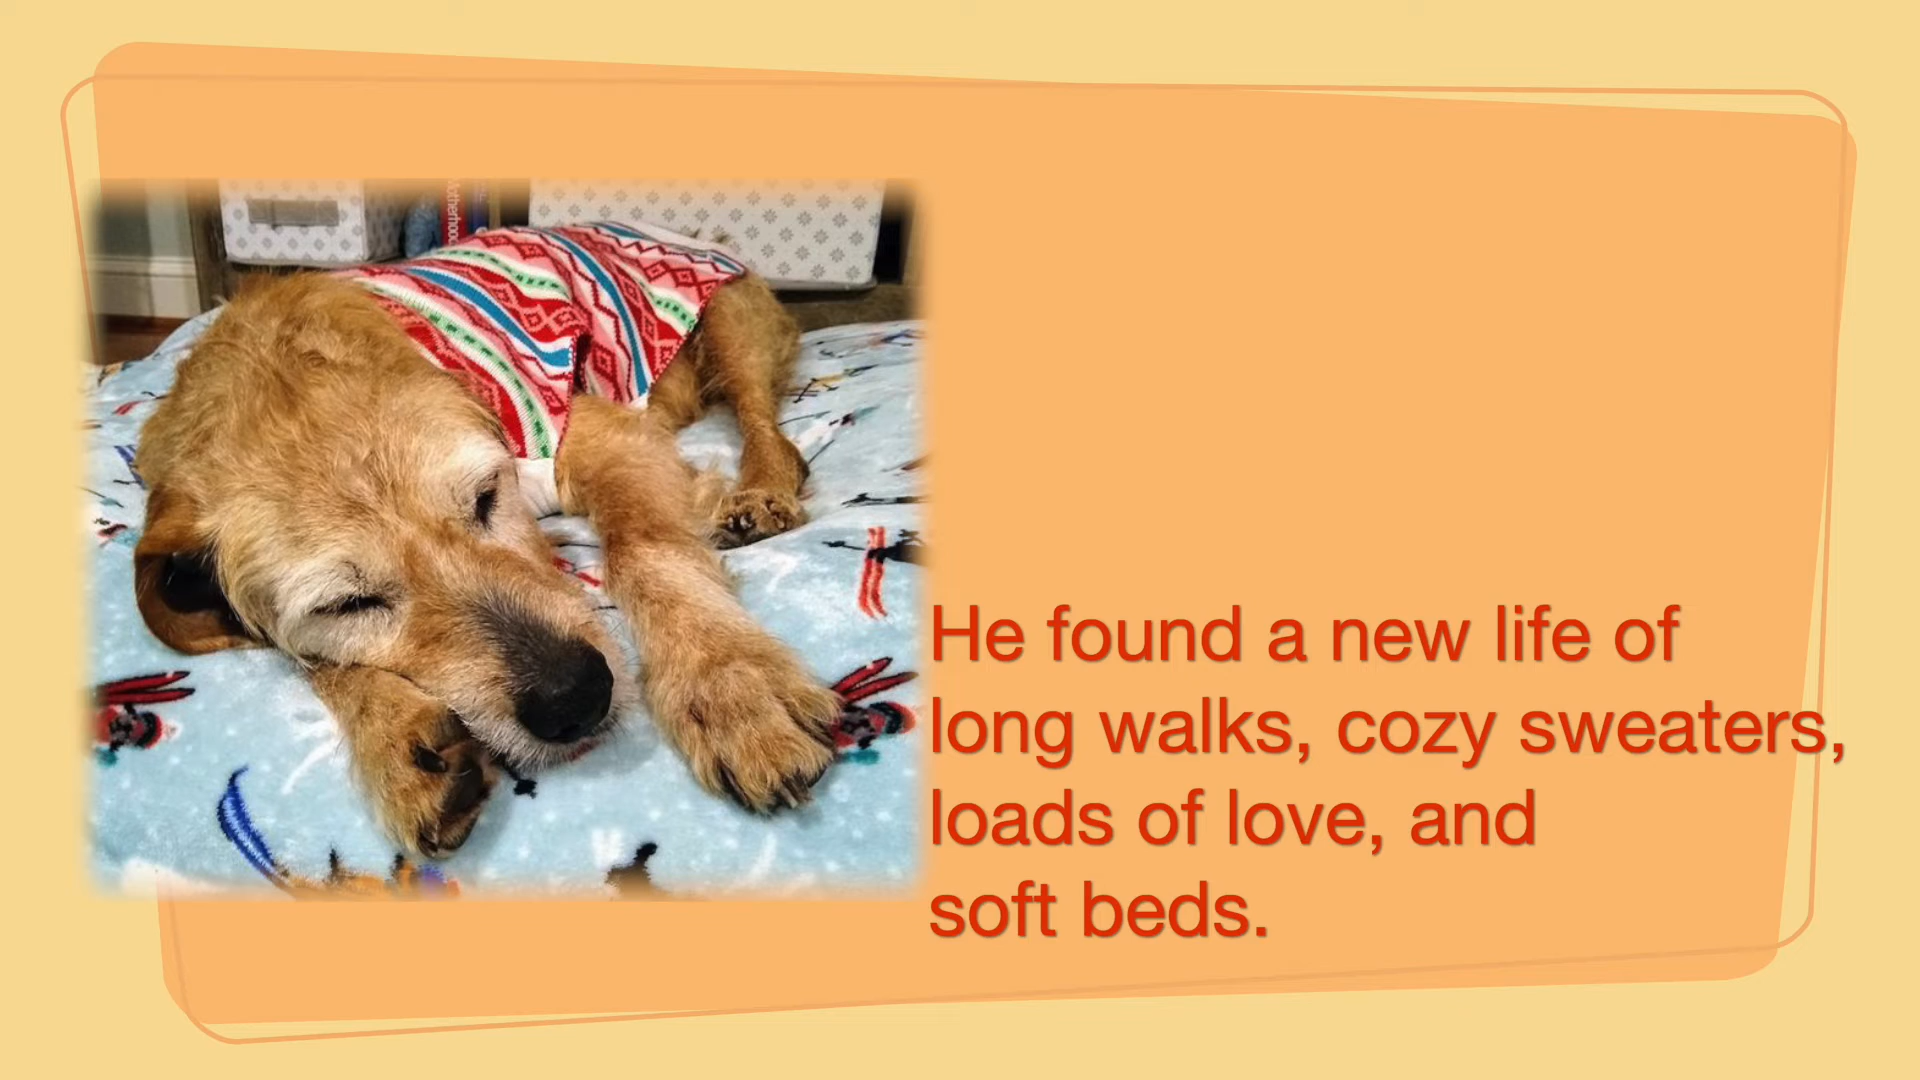 He found a new life of
long walks, cozy sweaters,
loads of love, and
soft beds.